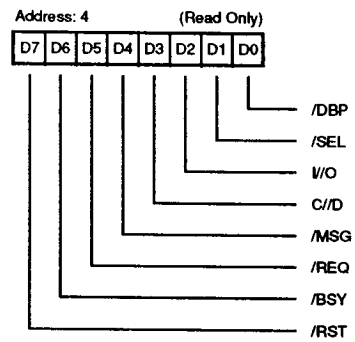 Address: 4 (Read Only)
D7 D6 D5 D4 D3 D2 D1 D0
/DBP
/SEL
I//O
C//D
/MSG
/REQ
/BSY
/RST